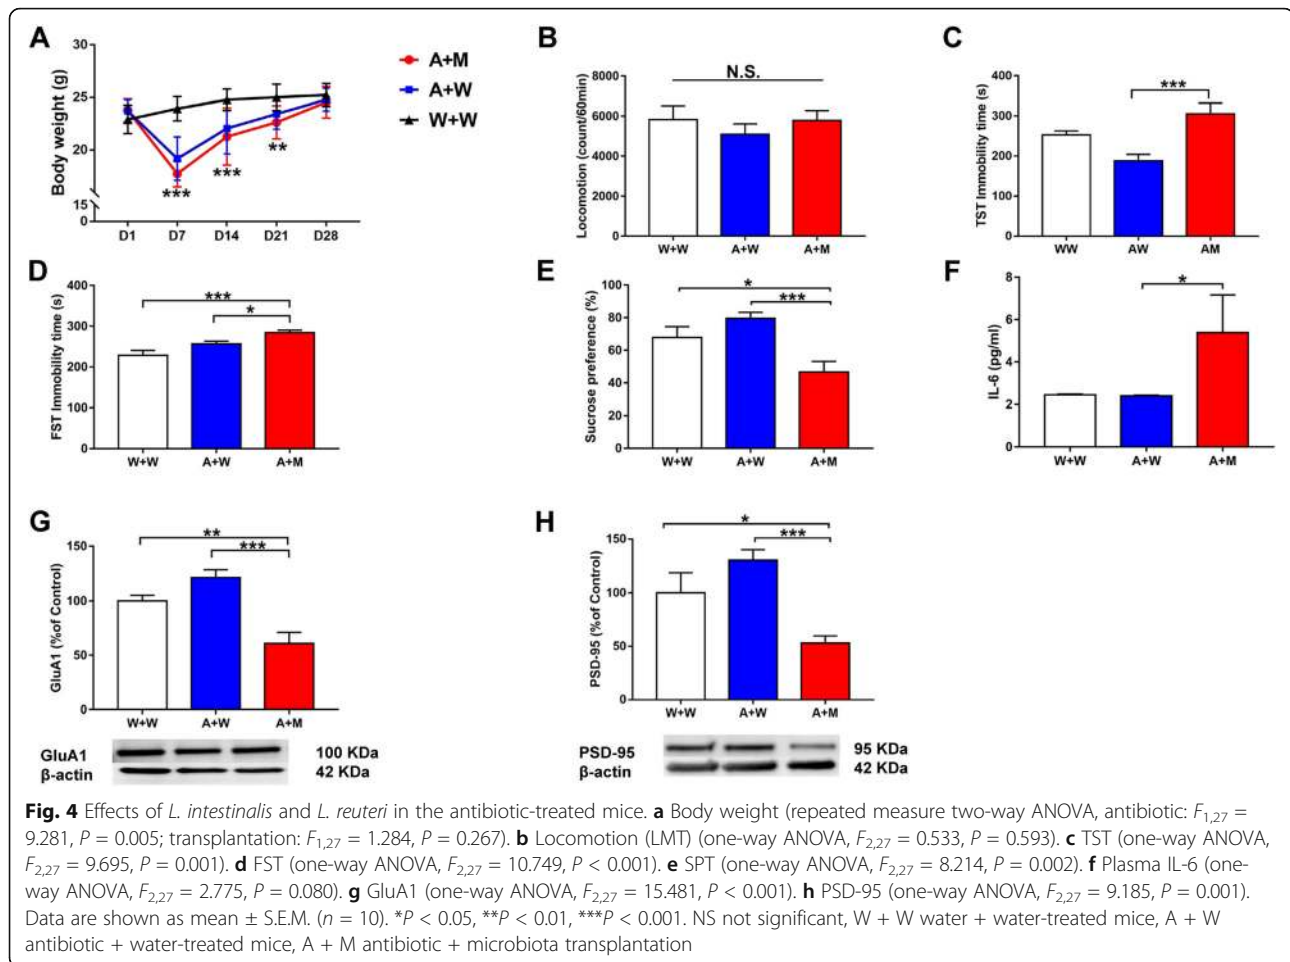 A
Body weight (g)
30
25
20
15
0
D1 D7 D14 D21 D28
*** *** **
A+M
A+W
W+W
B
Locomotion (count/60min)
8000
6000
4000
2000
0
N.S.
W+W A+W A+M
C
TST Immobility time (s)
400
300
200
100
0
***
WW AW AM
D
FST Immobility time (s)
400
300
200
100
0
***
*
W+W A+W A+M
E
Sucrose preference (%)
100
80
60
40
20
0
*
***
W+W A+W A+M
F
IL-6 (pg/ml)
8
6
4
2
0
*
W+W A+W A+M
G
GluA1 (%of Control)
150
100
50
0
**
***
W+W A+W A+M
GluA1 100 KDa
β-actin 42 KDa
H
PSD-95 (%of Control)
150
100
50
0
*
***
W+W A+W A+M
PSD-95 95 KDa
β-actin 42 KDa
Fig. 4 Effects of L. intestinalis and L. reuteri in the antibiotic-treated mice. a Body weight (repeated measure two-way ANOVA, antibiotic: F1,27 =
9.281, P = 0.005; transplantation: F1,27 = 1.284, P = 0.267). b Locomotion (LMT) (one-way ANOVA, F2,27 = 0.533, P = 0.593). c TST (one-way ANOVA,
F2,27 = 9.695, P = 0.001). d FST (one-way ANOVA, F2,27 = 10.749, P < 0.001). e SPT (one-way ANOVA, F2,27 = 8.214, P = 0.002). f Plasma IL-6 (one-
way ANOVA, F2,27 = 2.775, P = 0.080). g GluA1 (one-way ANOVA, F2,27 = 15.481, P < 0.001). h PSD-95 (one-way ANOVA, F2,27 = 9.185, P = 0.001).
Data are shown as mean ± S.E.M. (n = 10). *P < 0.05, **P < 0.01, ***P < 0.001. NS not significant, W + W water + water-treated mice, A + W
antibiotic + water-treated mice, A + M antibiotic + microbiota transplantation